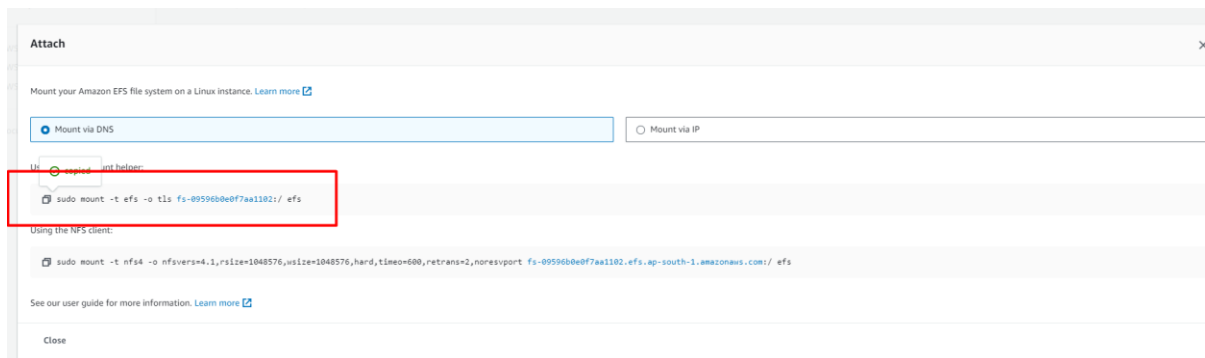 Attach
Mount your Amazon EFS file system on a Linux instance. Learn more
Mount via DNS
Mount via IP
copied
unt helper:
sudo mount -t efs -o tls fs-09596b0e0f7aa1102:/ efs
Using the NFS client:
sudo mount -t nfs4 -o nfsvers=4.1,rsize=1048576,wsize=1048576,hard,timeo=600,retrans=2,noresvport fs-09596b0e0f7aa1102.efs.ap-south-1.amazonaws.com:/ efs
See our user guide for more information. Learn more
Close